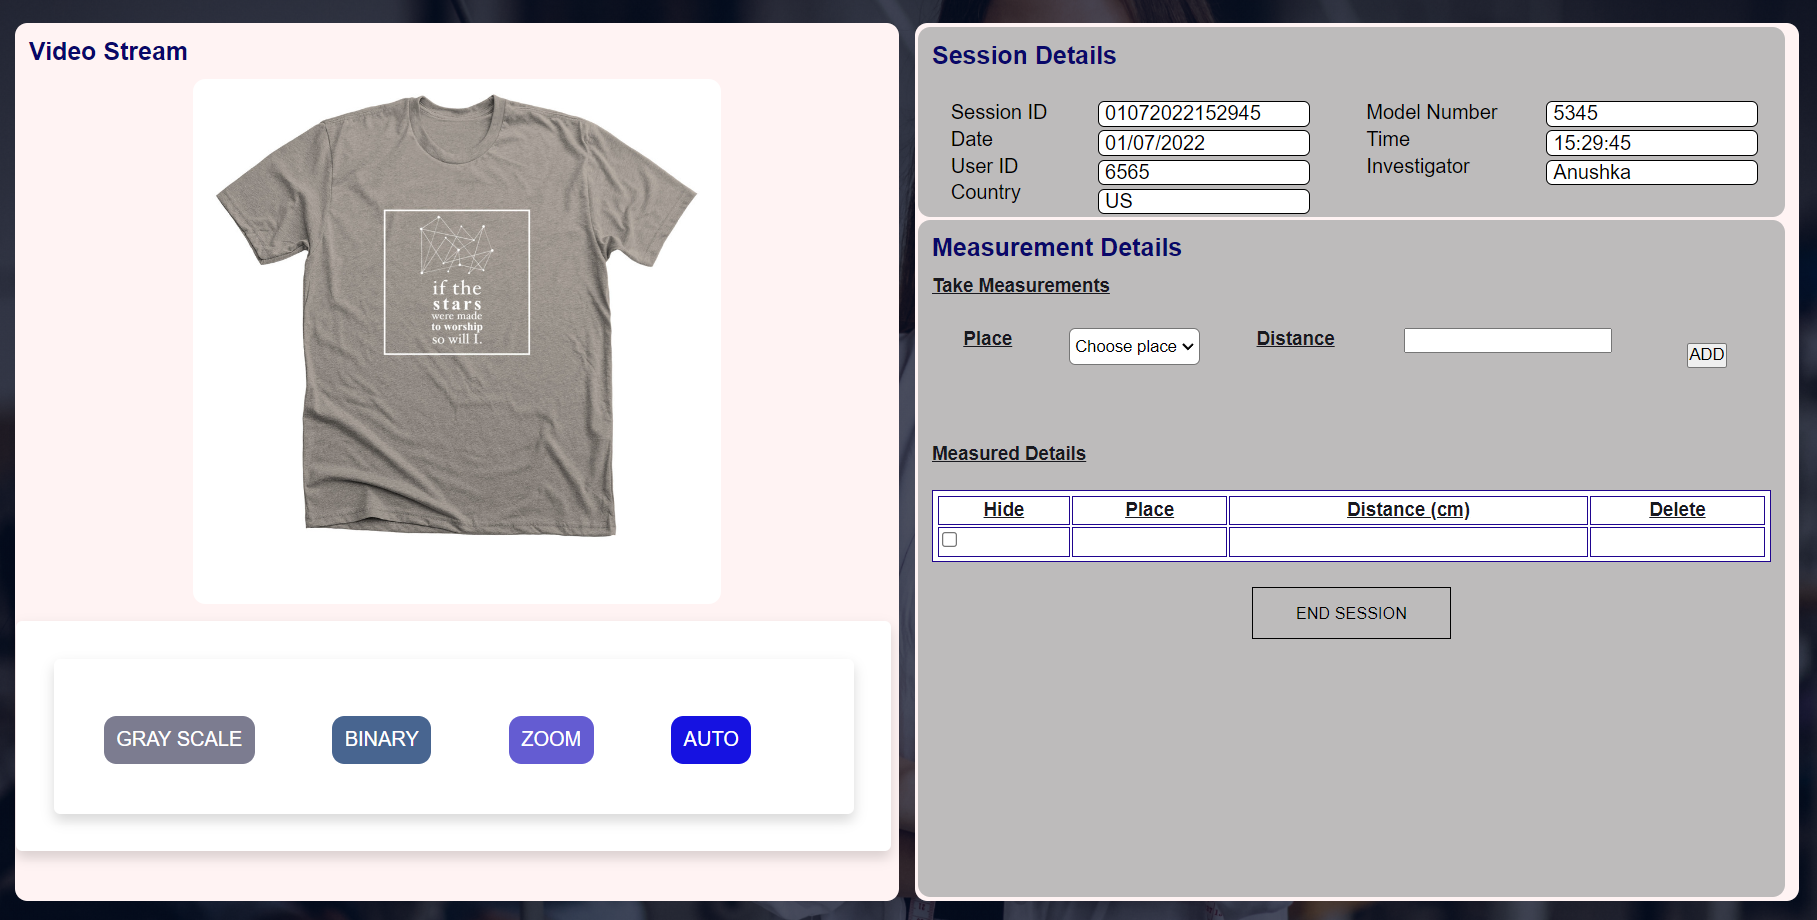 Video Stream
if the
stars
were made
to worship
so will I.
GRAY SCALE
BINARY
ZOOM
AUTO
Session Details
Session ID 01072022152945 Model Number 5345
Date 01/07/2022 Time 15:29:45
User ID 6565 Investigator Anushka
Country US
Measurement Details
Take Measurements
Place Choose place Distance ADD
Measured Details
Hide Place Distance (cm) Delete
END SESSION